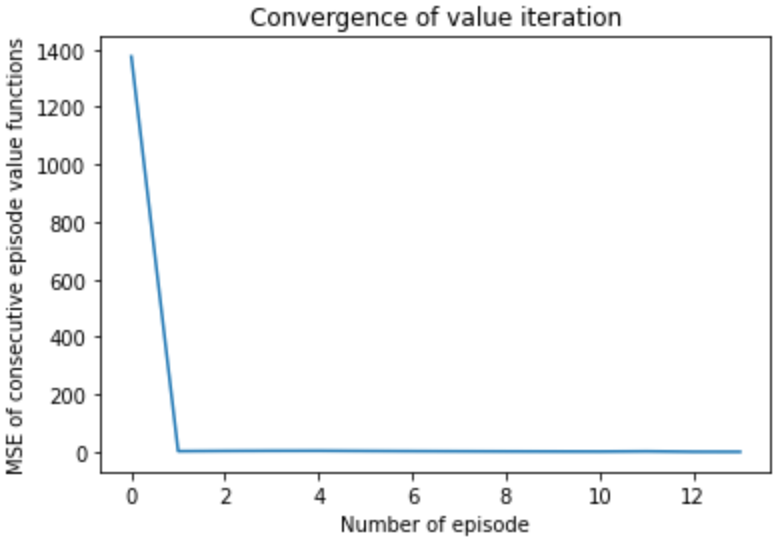 Convergence of value iteration
MSE of consecutive episode value functions
1400
1200
1000
800
600
400
200
0
0 2 4 6 8 10 12
Number of episode